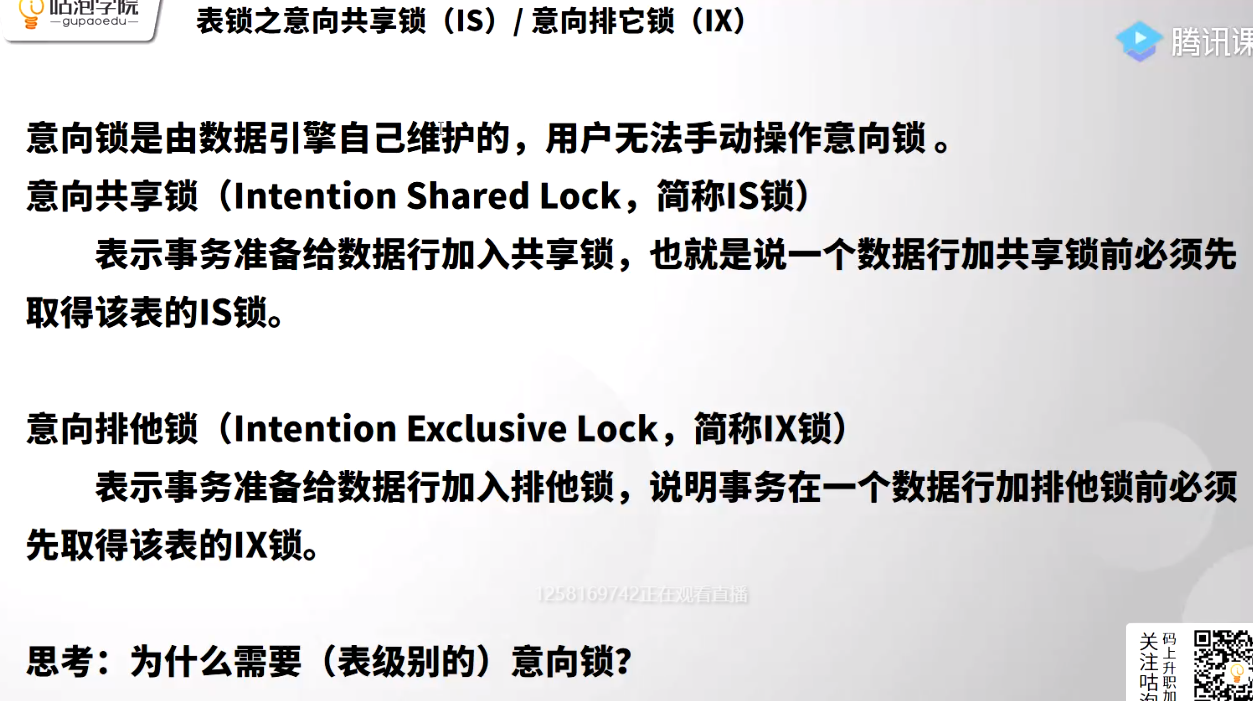 咕泡学院
gupaoedu
表锁之意向共享锁（IS）/ 意向排它锁（IX）
腾讯课
意向锁是由数据引擎自己维护的，用户无法手动操作意向锁 。
意向共享锁（Intention Shared Lock，简称IS锁）
表示事务准备给数据行加入共享锁，也就是说一个数据行加共享锁前必须先
取得该表的IS锁。
意向排他锁（Intention Exclusive Lock，简称IX锁）
表示事务准备给数据行加入排他锁，说明事务在一个数据行加排他锁前必须
先取得该表的IX锁。
1258169742正在观看直播
思考：为什么需要（表级别的）意向锁？
关注咕泡
码上升职加